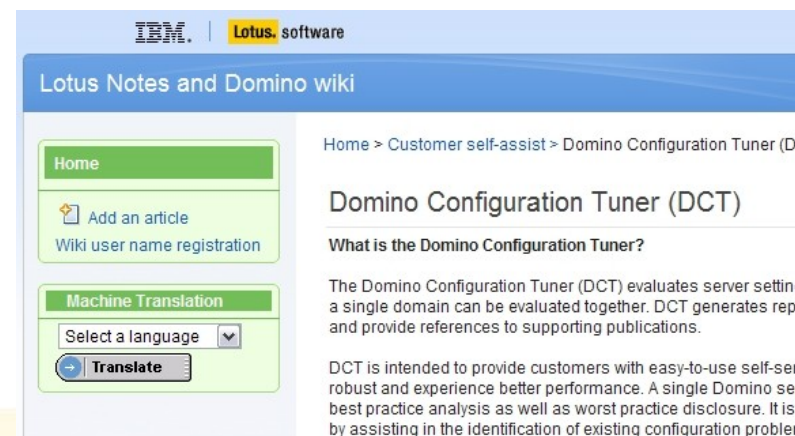 IBM. | Lotus. software
Lotus Notes and Domino wiki
Home
Add an article
Wiki user name registration
Machine Translation
Select a language
Translate
Home > Customer self-assist > Domino Configuration Tuner (D
Domino Configuration Tuner (DCT)
What is the Domino Configuration Tuner?
The Domino Configuration Tuner (DCT) evaluates server settin
a single domain can be evaluated together. DCT generates rep
and provide references to supporting publications.
DCT is intended to provide customers with easy-to-use self-ser
robust and experience better performance. A single Domino se
best practice analysis as well as worst practice disclosure. It is
by assisting in the identification of existing configuration problem